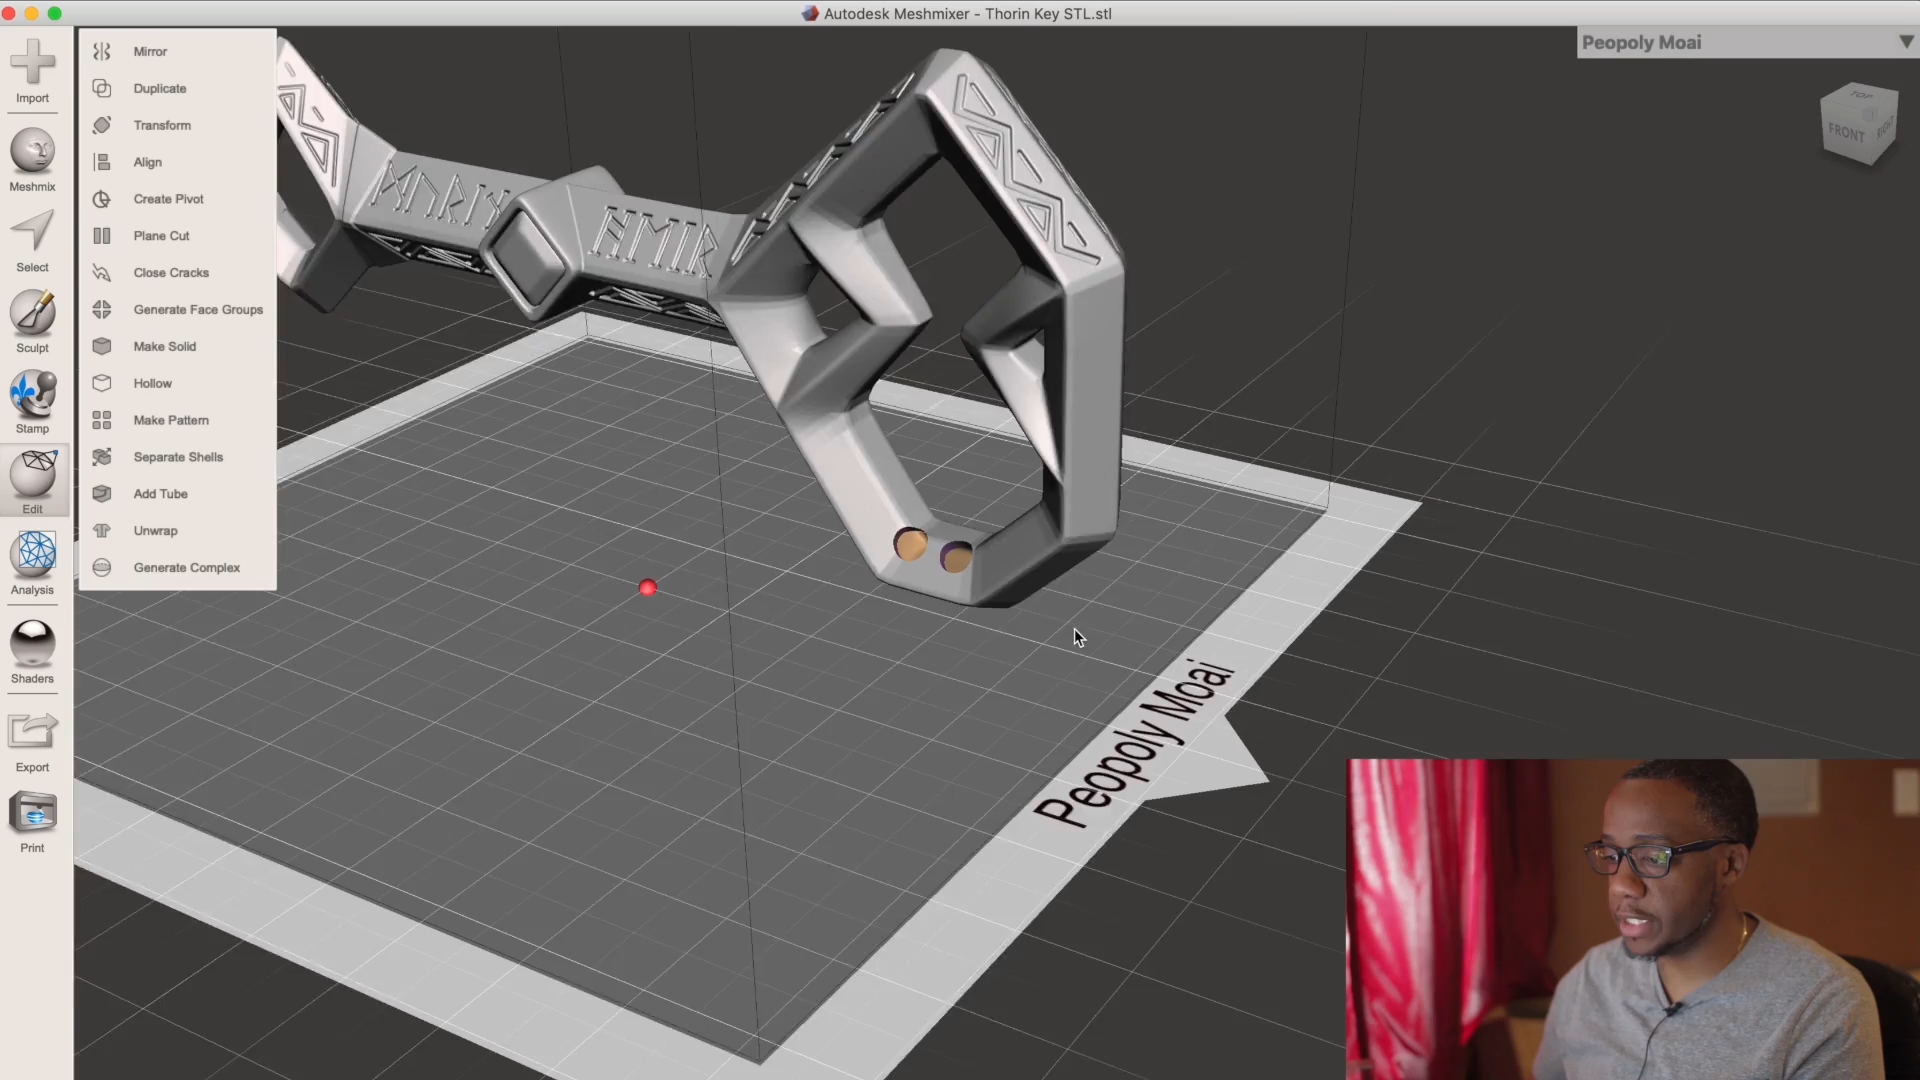 Autodesk Meshmixer - Thorin Key STL.stl
Peopoly Moai
Import
Meshmix
Select
Sculpt
Stamp
Edit
Analysis
Shaders
Export
Print
Mirror
Duplicate
Transform
Align
Create Pivot
Plane Cut
Close Cracks
Generate Face Groups
Make Solid
Hollow
Make Pattern
Separate Shells
Add Tube
Unwrap
Generate Complex
TOP
FRONT
RIGHT
Peopoly Moai